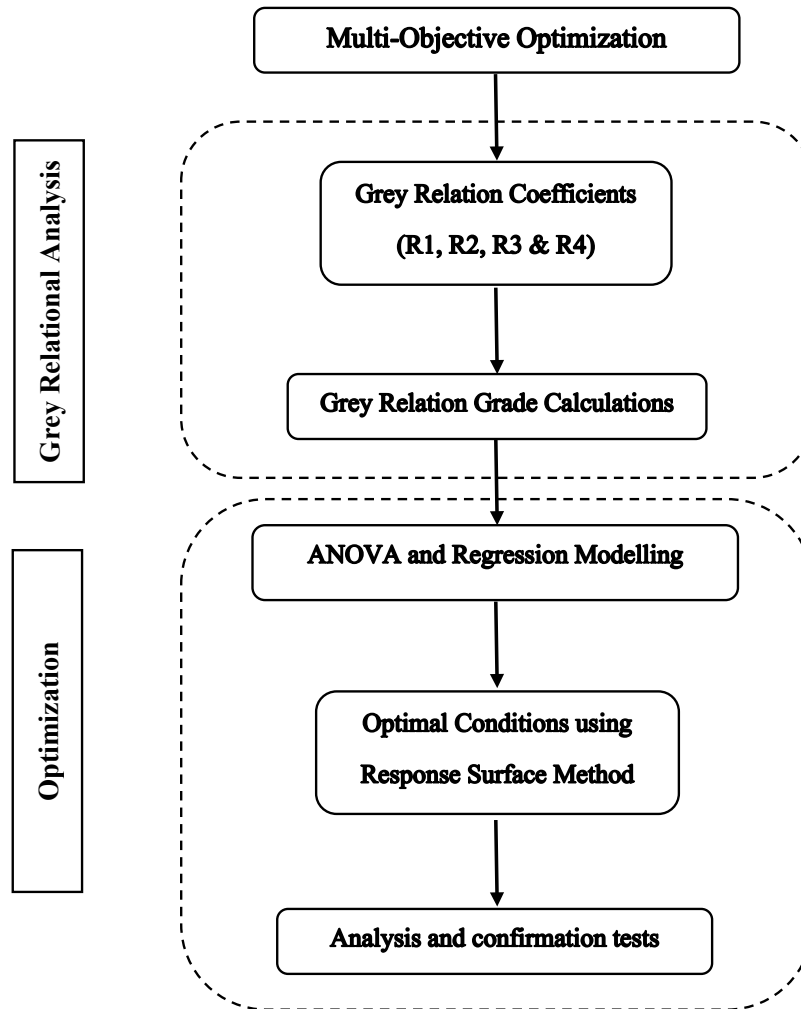 Multi-Objective Optimization
Grey Relational Analysis
Grey Relation Coefficients
(R1, R2, R3 & R4)
Grey Relation Grade Calculations
Optimization
ANOVA and Regression Modelling
Optimal Conditions using
Response Surface Method
Analysis and confirmation tests